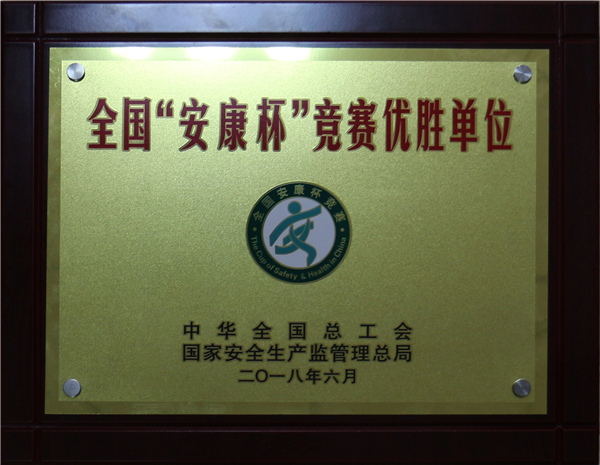 全国“安康杯”竞赛优胜单位
·全国安康杯竞赛·
The Cup of Safety & Health in China
中华全国总工会
国家安全生产监管理总局
二〇一八年六月